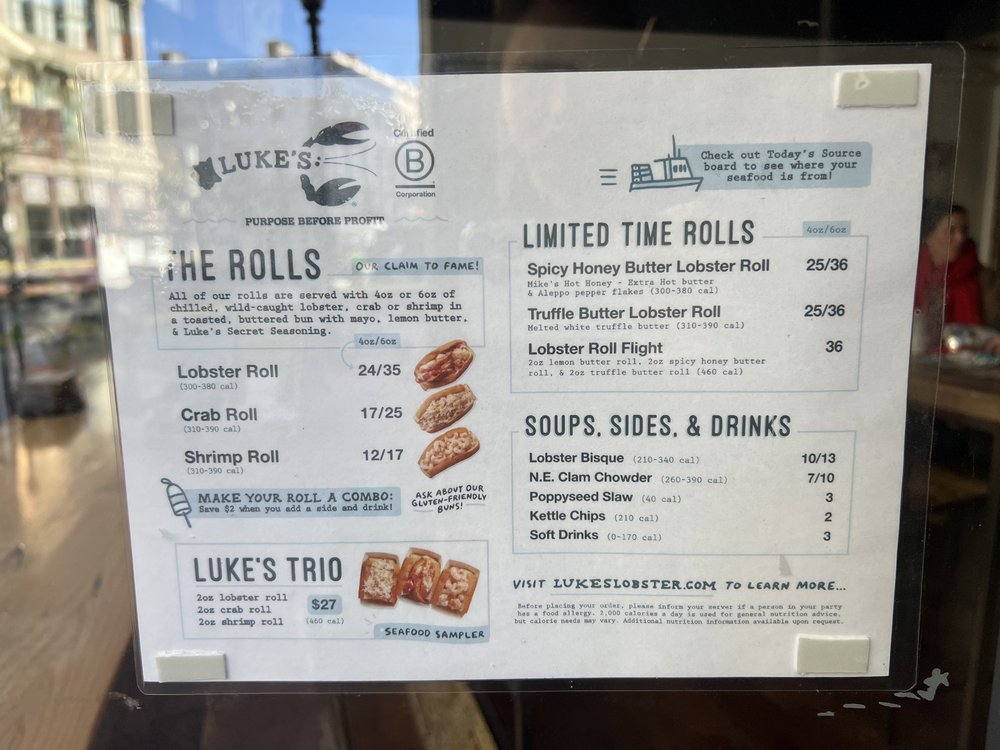 LUKE'S:
Certified
B
Corporation
®
PURPOSE BEFORE PROFIT
THE ROLLS
OUR CLAIM TO FAME!
All of our rolls are served with 4oz or 6oz of
chilled, wild-caught lobster, crab or shrimp in
a toasted, buttered bun with mayo, lemon butter,
& Luke's Secret Seasoning.
4oz/6oz
Lobster Roll 24/35
(300-380 cal)
Crab Roll 17/25
(310-390 cal)
Shrimp Roll 12/17
(310-390 cal)
MAKE YOUR ROLL A COMBO:
Save $2 when you add a side and drink!
ASK ABOUT OUR
GLUTEN-FRIENDLY
BUNS!
LUKE'S TRIO
2oz lobster roll
2oz crab roll
2oz shrimp roll
$27
(460 cal)
SEAFOOD SAMPLER
Check out Today's Source
board to see where your
seafood is from!
LIMITED TIME ROLLS 4oz/6oz
Spicy Honey Butter Lobster Roll 25/36
Mike's Hot Honey - Extra Hot butter
& Aleppo pepper flakes (300-380 cal)
Truffle Butter Lobster Roll 25/36
Melted white truffle butter (310-390 cal)
Lobster Roll Flight 36
2oz lemon butter roll, 2oz spicy honey butter
roll, & 2oz truffle butter roll (460 cal)
SOUPS, SIDES, & DRINKS
Lobster Bisque (210-340 cal) 10/13
N.E. Clam Chowder (260-390 cal) 7/10
Poppyseed Slaw (40 cal) 3
Kettle Chips (210 cal) 2
Soft Drinks (0-170 cal) 3
VISIT LUKESLOBSTER.COM TO LEARN MORE...
Before placing your order, please inform your server if a person in your party
has a food allergy. 2,000 calories a day is used for general nutrition advice,
but calorie needs may vary. Additional nutrition information available upon request.